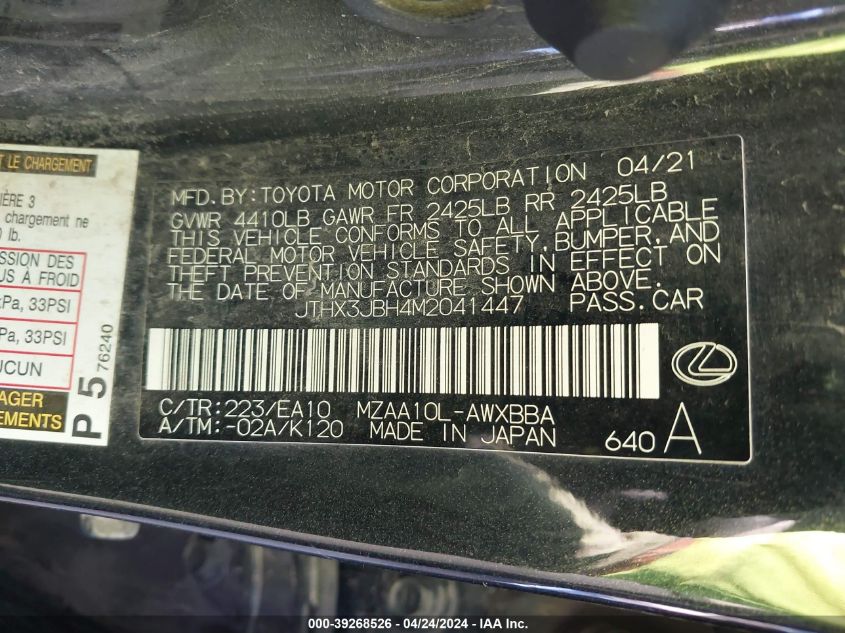 T LE CHARGEMENT
IÈRE 3
chargement ne
lb.
SSION DES
US À FROID
Pa, 33PSI
Pa, 33PSI
UCUN
AGER
EMENTS
P 5 76240
MFD.BY:TOYOTA MOTOR CORPORATION 04/21
GVWR 4410LB GAWR FR 2425LB RR 2425LB
THIS VEHICLE CONFORMS TO ALL APPLICABLE
FEDERAL MOTOR VEHICLE SAFETY,BUMPER,AND
THEFT PREVENTION STANDARDS IN EFFECT ON
THE DATE OF MANUFACTURE SHOWN ABOVE.
JTHX3JBH4M2041447 PASS.CAR
C/TR:223/EA10 MZAA10L-AWXBBA
A/TM:-02A/K120 MADE IN JAPAN 640 A
000-39268526 - 04/24/2024 - IAA Inc.